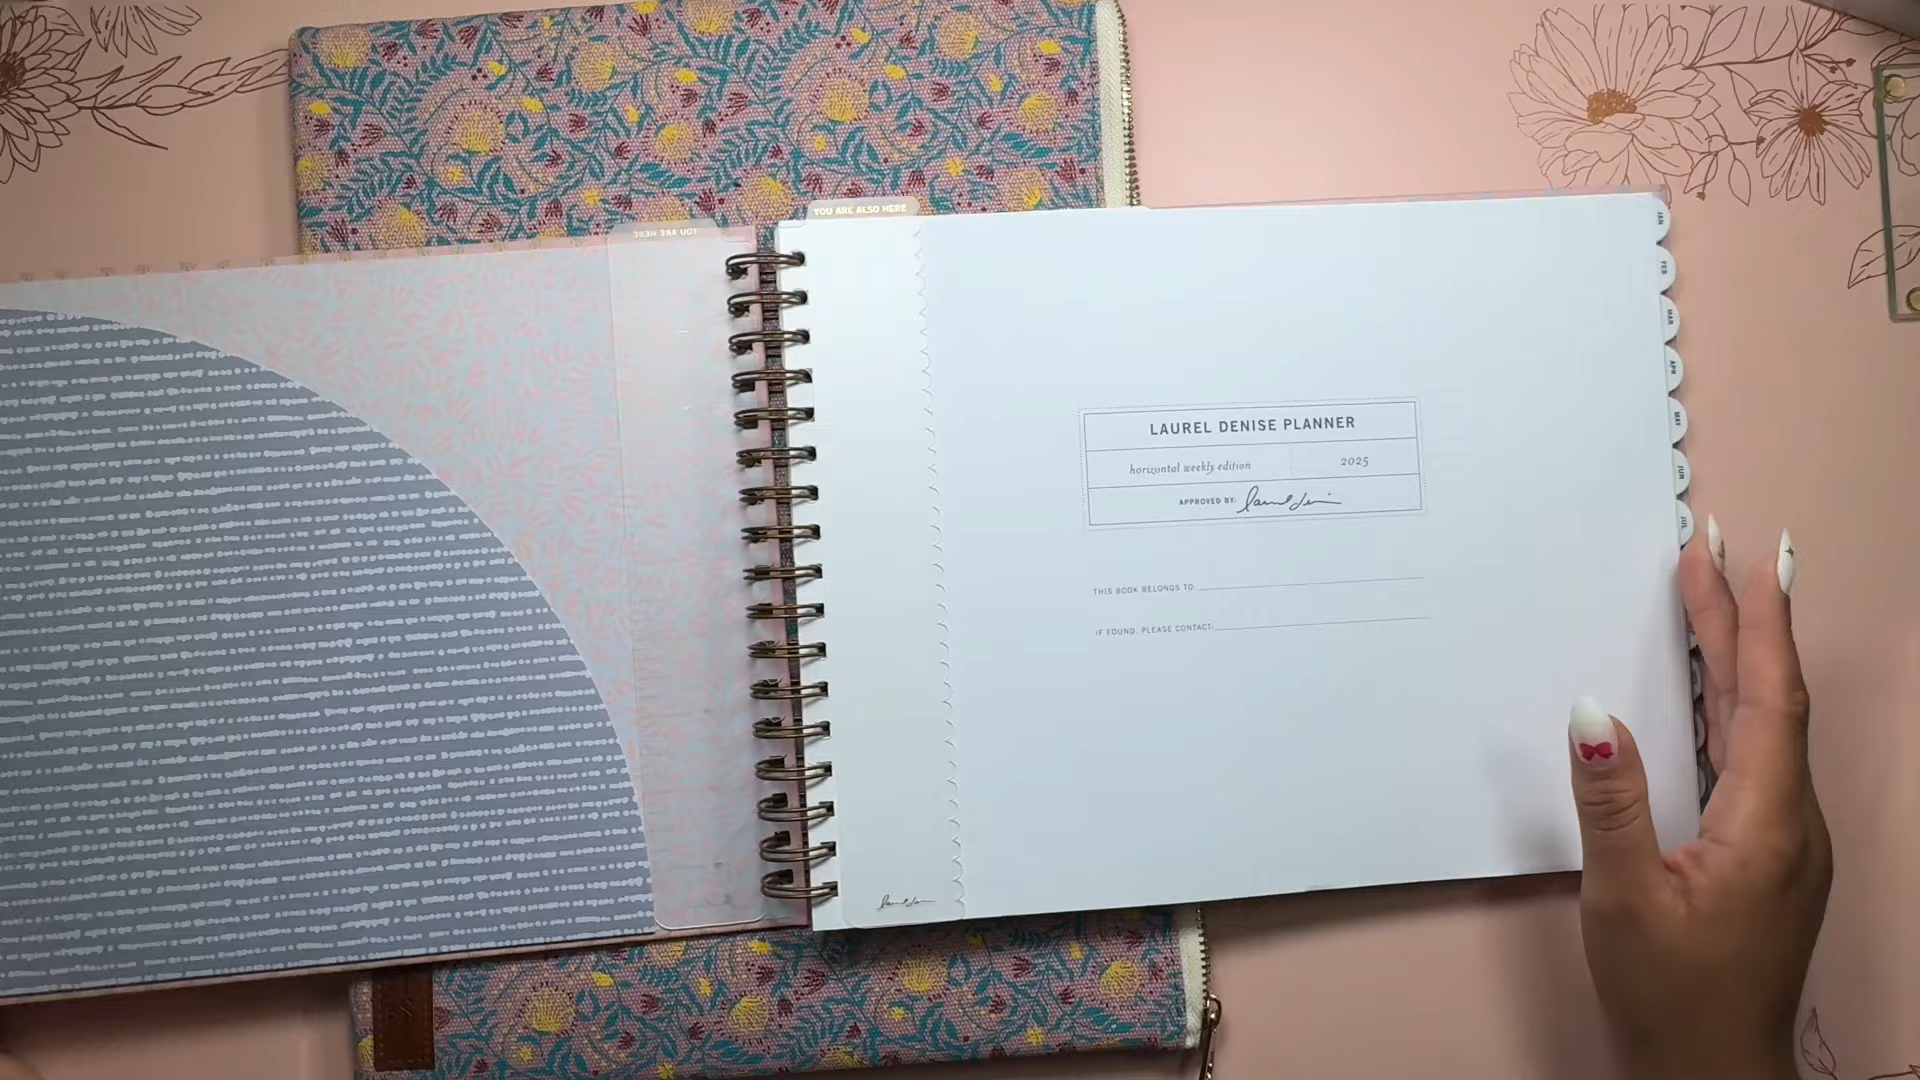 YOU ARE ALSO HERE
YOU ARE HERE
LAUREL DENISE PLANNER
horizontal weekly edition
2025
APPROVED BY:
THIS BOOK BELONGS TO:
IF FOUND, PLEASE CONTACT:
JAN
FEB
MAR
APR
MAY
JUN
JUL